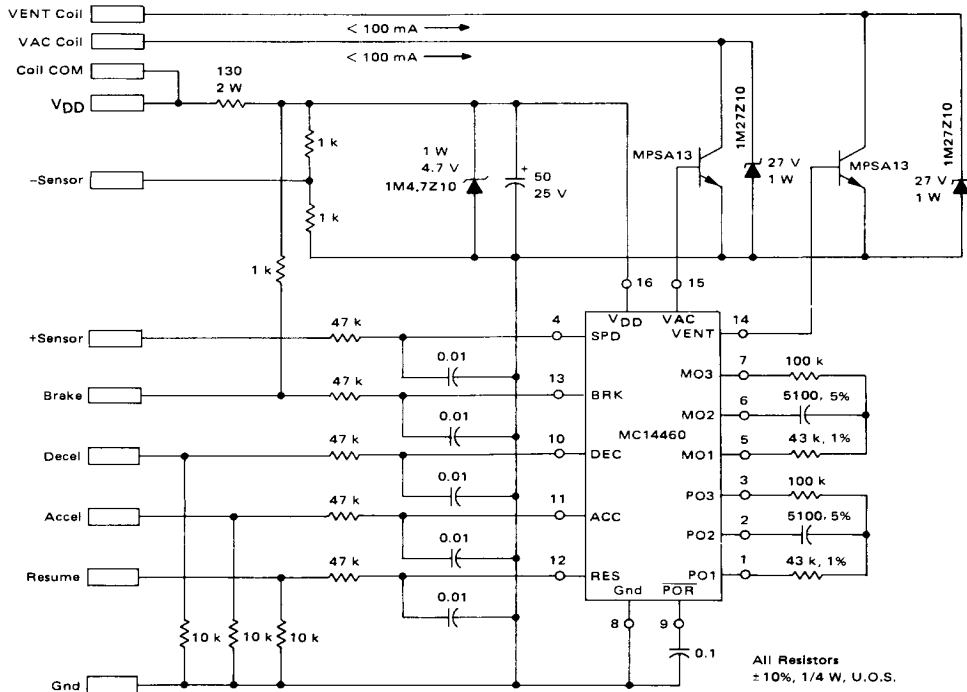 VENT Coil
< 100 mA
VAC Coil
< 100 mA
Coil COM
130
2 W
VDD
1 k
1 W
4.7 V
1M4.7Z10
+
50
25 V
MPSA13
1M27Z10
27 V
1 W
MPSA13
1M27Z10
27 V
1 W
–Sensor
1 k
1 k
16
15
VDD
VAC
VENT
14
+Sensor
47 k
4
SPD
0.01
7
MO3
100 k
Brake
47 k
13
BRK
0.01
6
MO2
5100, 5%
MC14460
Decel
47 k
10
DEC
0.01
5
MO1
43 k, 1%
Accel
47 k
11
ACC
0.01
3
PO3
100 k
2
PO2
5100, 5%
Resume
47 k
12
RES
0.01
1
PO1
43 k, 1%
Gnd
POR
8
9
10 k
10 k
10 k
0.1
Gnd
All Resistors
±10%, 1/4 W, U.O.S.